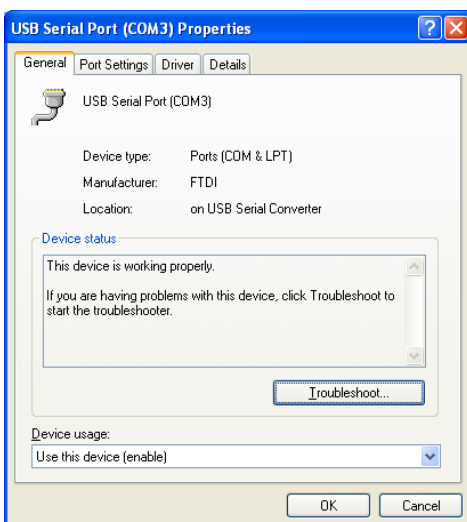 USB Serial Port (COM3) Properties
General Port Settings Driver Details
USB Serial Port (COM3)
Device type: Ports (COM & LPT)
Manufacturer: FTDI
Location: on USB Serial Converter
Device status
This device is working properly.
If you are having problems with this device, click Troubleshoot to
start the troubleshooter.
Troubleshoot...
Device usage:
Use this device (enable)
OK Cancel